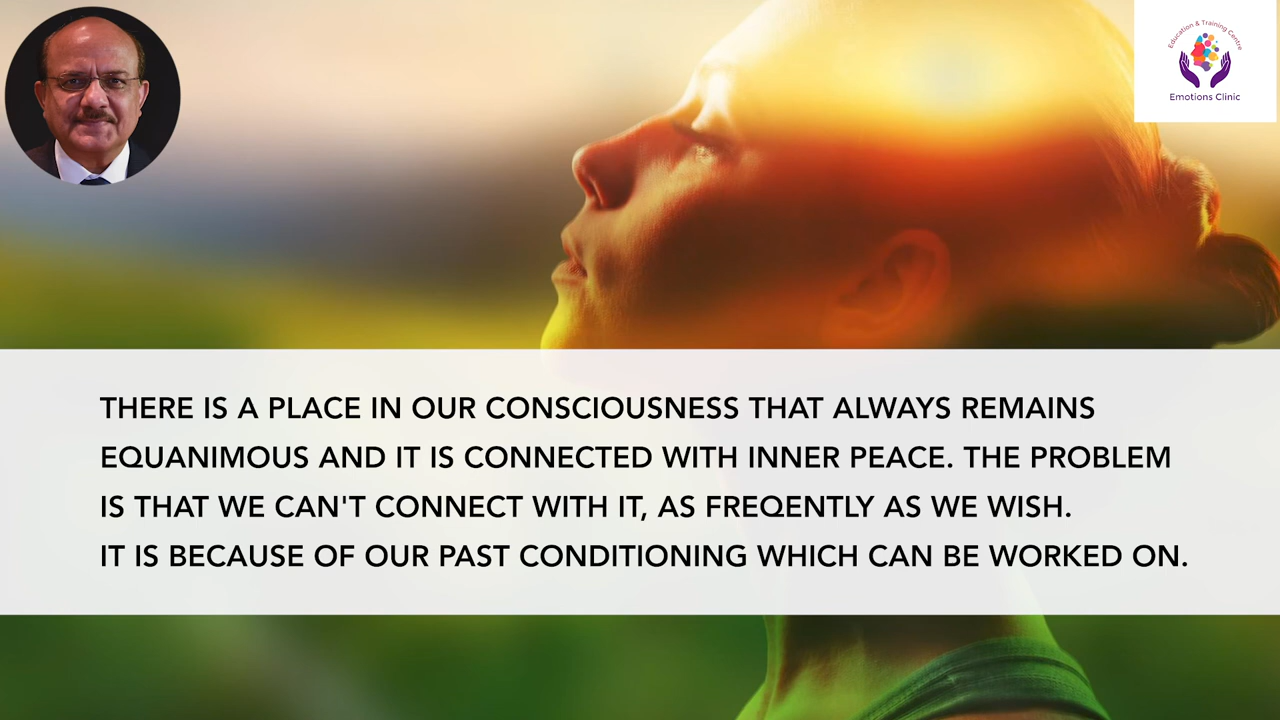 Education & Training Centre
Emotions Clinic
THERE IS A PLACE IN OUR CONSCIOUSNESS THAT ALWAYS REMAINS
EQUANIMOUS AND IT IS CONNECTED WITH INNER PEACE. THE PROBLEM
IS THAT WE CAN'T CONNECT WITH IT, AS FREQENTLY AS WE WISH.
IT IS BECAUSE OF OUR PAST CONDITIONING WHICH CAN BE WORKED ON.